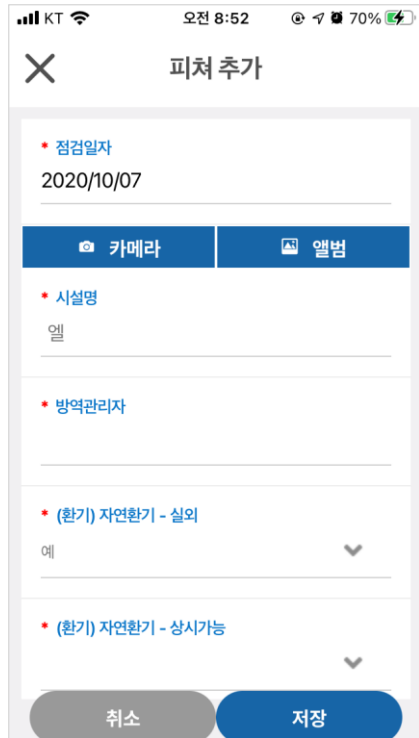 KT 오전 8:52 70%
피쳐 추가
* 점검일자
2020/10/07
카메라 앨범
* 시설명
엘
* 방역관리자
* (환기) 자연환기 - 실외
예
* (환기) 자연환기 - 상시가능
취소 저장